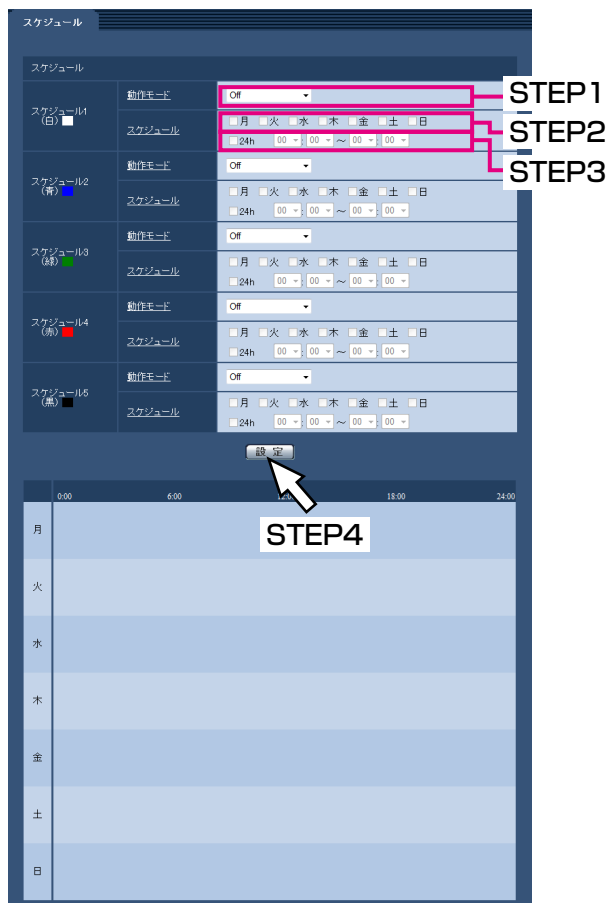 スケジュール
スケジュール
スケジュール1
(白)
動作モード
Off
STEP1
スケジュール
月 火 水 木 金 土 日
STEP2
24h 00 : 00 ～ 00 : 00
STEP3
スケジュール2
(青)
動作モード
Off
スケジュール
月 火 水 木 金 土 日
24h 00 : 00 ～ 00 : 00
スケジュール3
(緑)
動作モード
Off
スケジュール
月 火 水 木 金 土 日
24h 00 : 00 ～ 00 : 00
スケジュール4
(赤)
動作モード
Off
スケジュール
月 火 水 木 金 土 日
24h 00 : 00 ～ 00 : 00
スケジュール5
(黒)
動作モード
Off
スケジュール
月 火 水 木 金 土 日
24h 00 : 00 ～ 00 : 00
設定
STEP4
0:00 6:00 18:00 24:00
月
火
水
木
金
土
日